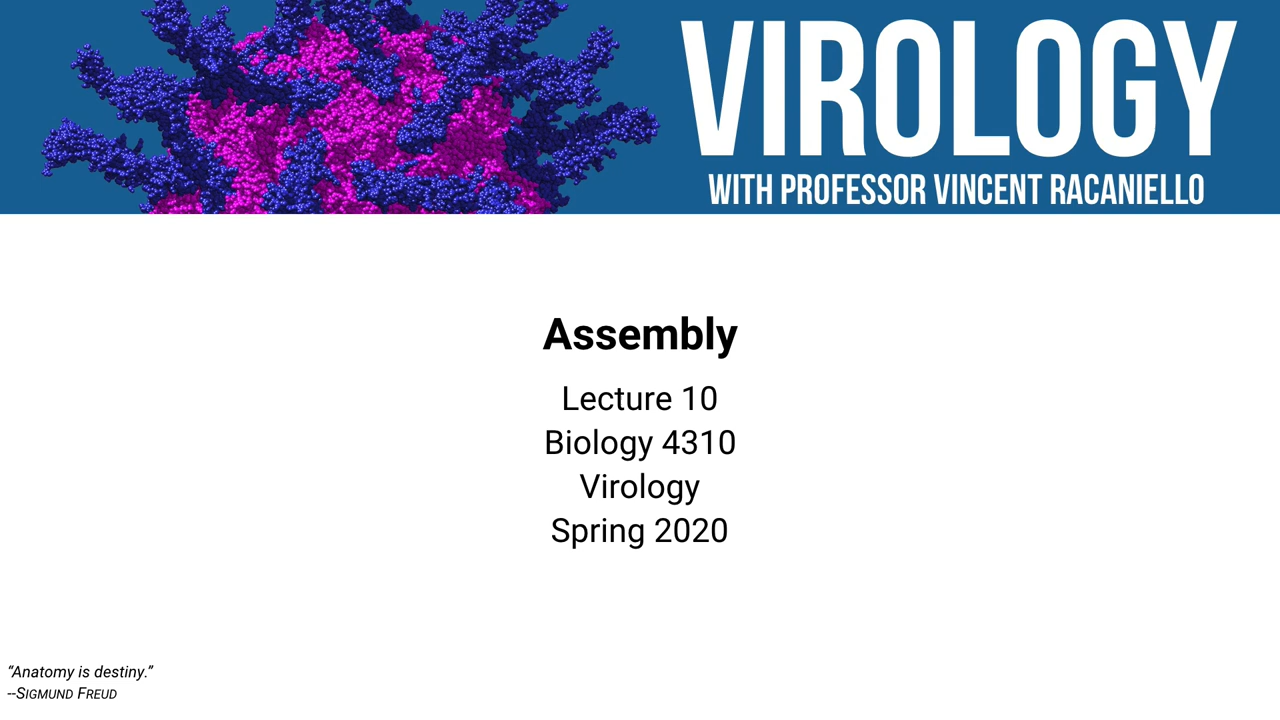 VIROLOGY
WITH PROFESSOR VINCENT RACANIELLO
Assembly
Lecture 10
Biology 4310
Virology
Spring 2020
“Anatomy is destiny.”
--SIGMUND FREUD